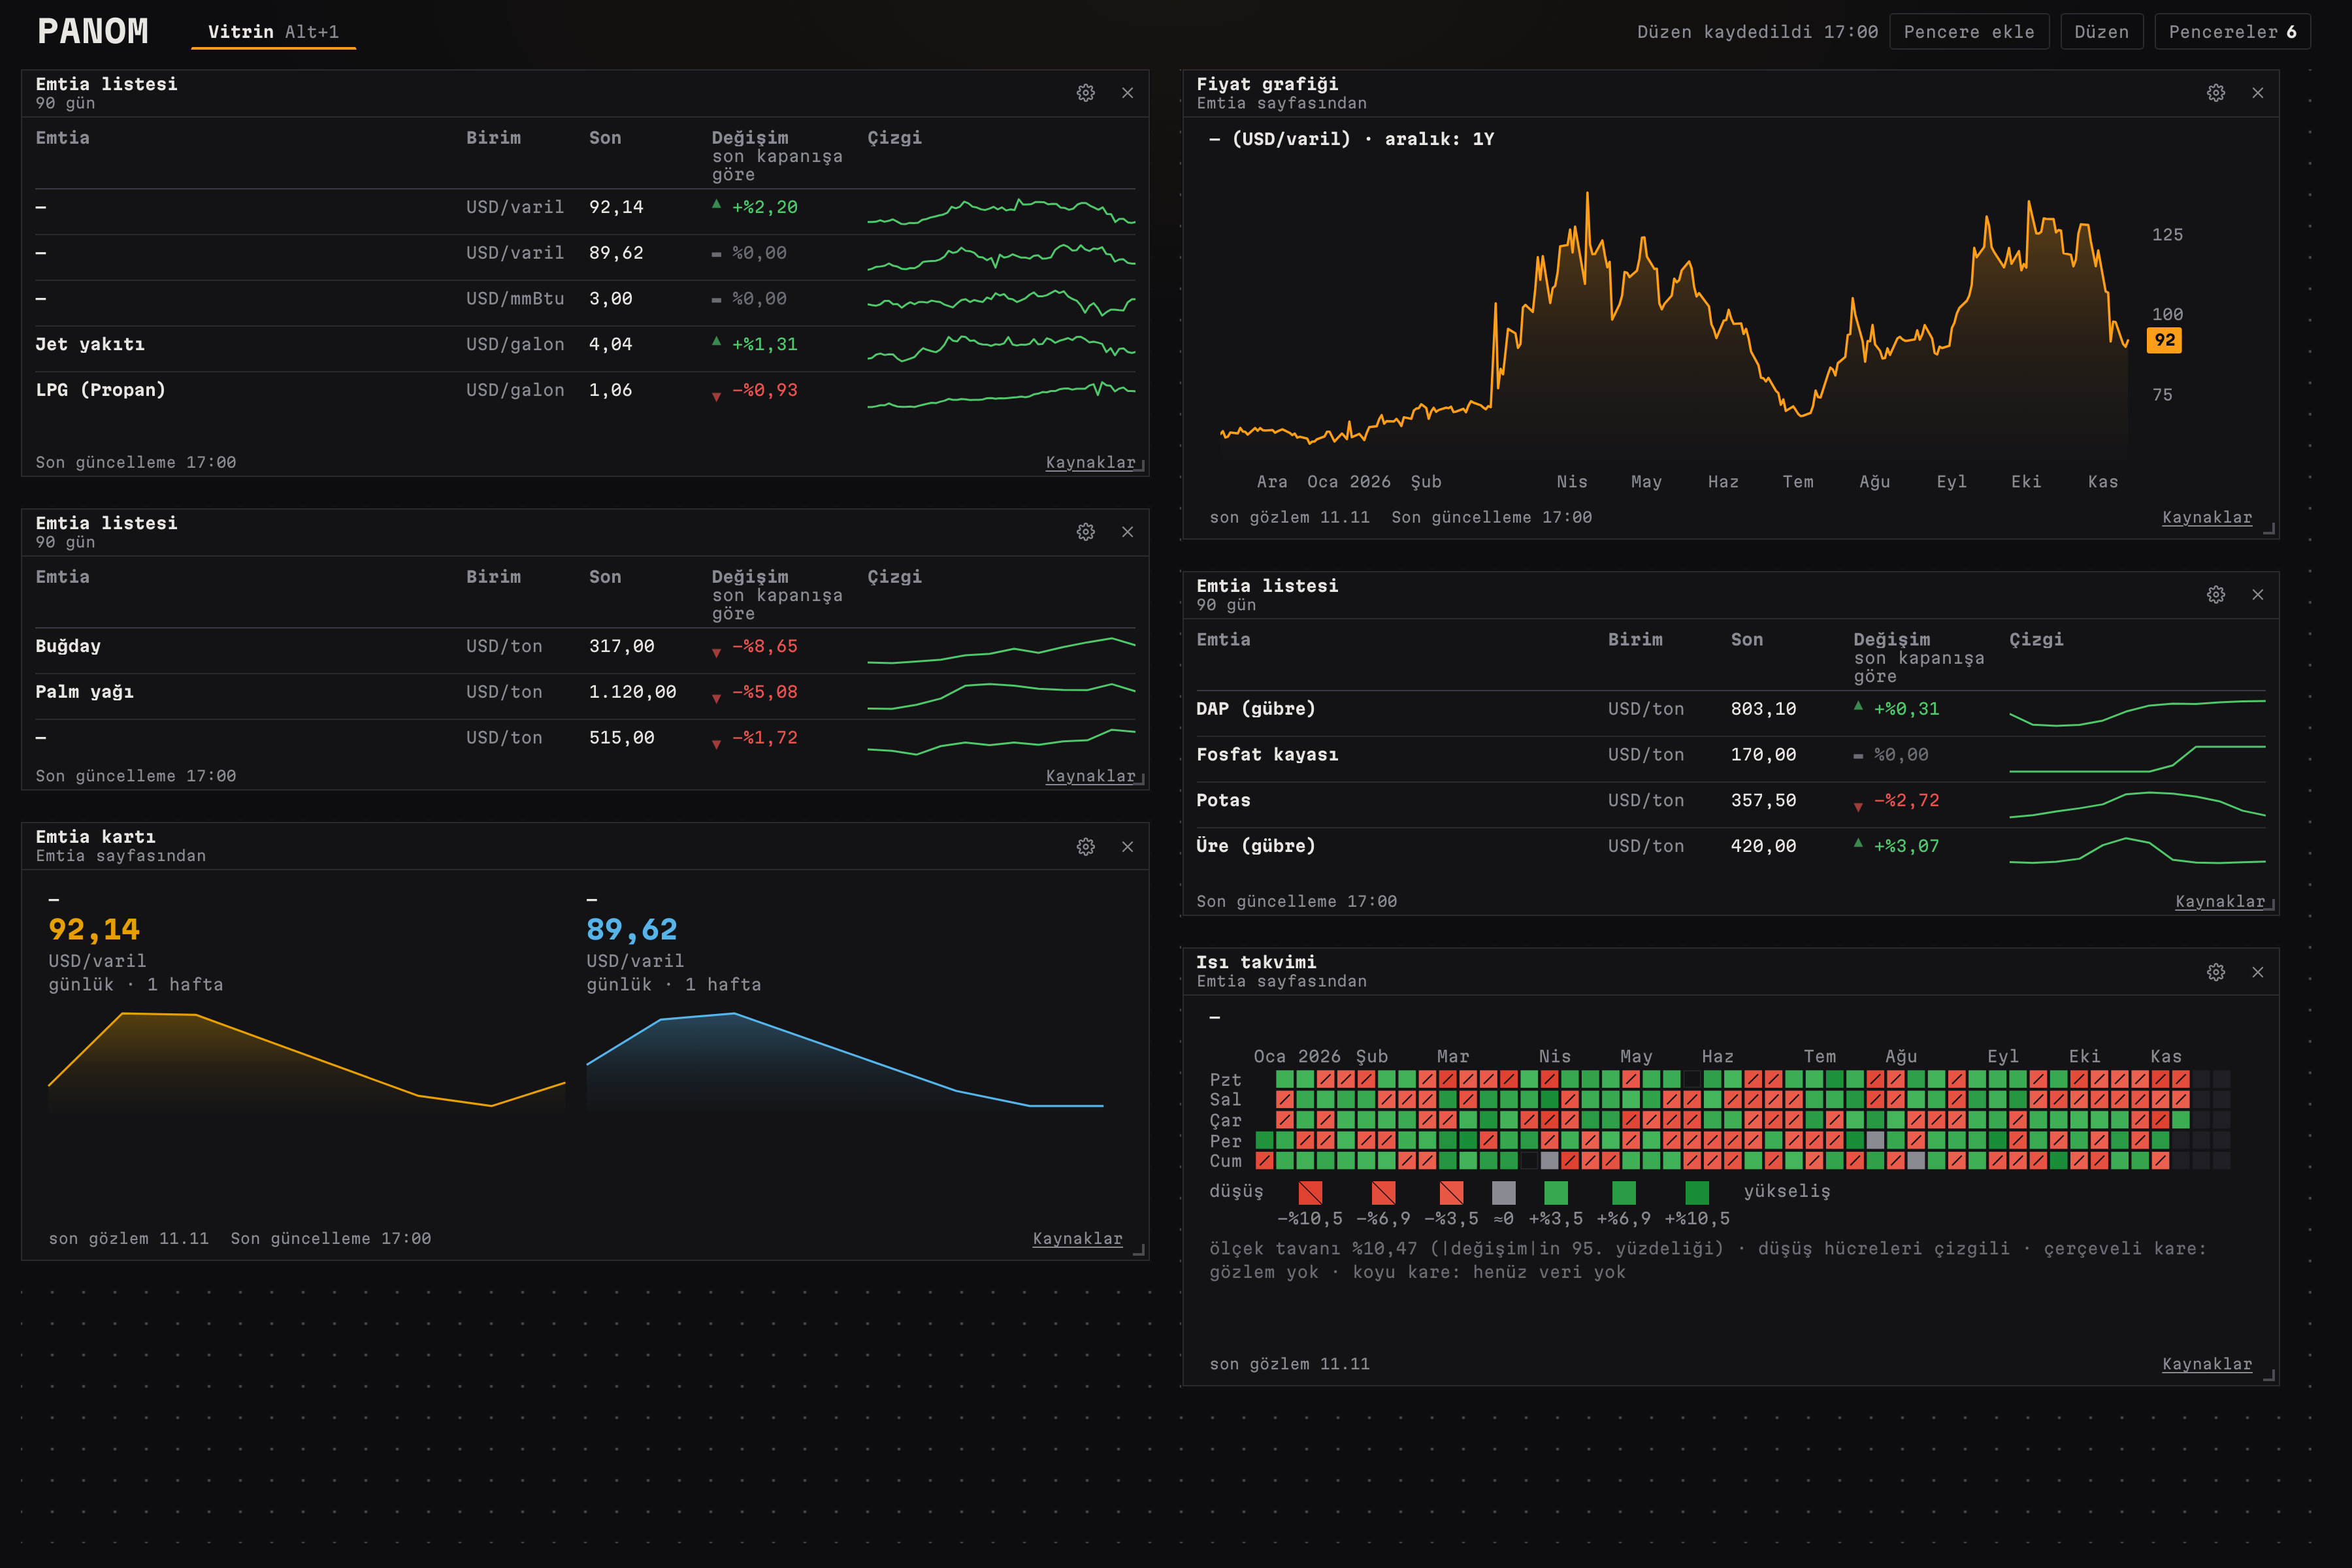 PANOM
Vitrin Alt+1
Düzen kaydedildi 17:00
Pencere ekle
Düzen
Pencereler 6
Emtia listesi
90 gün
Emtia Birim Son Değişim Çizgi
son kapanışa
göre
— USD/varil 92,14 ▲ +%2,20
— USD/varil 89,62 %0,00
— USD/mmBtu 3,00 %0,00
Jet yakıtı USD/galon 4,04 ▲ +%1,31
LPG (Propan) USD/galon 1,06 ▼ −%0,93
Son güncelleme 17:00 Kaynaklar
Emtia listesi
90 gün
Emtia Birim Son Değişim Çizgi
son kapanışa
göre
Buğday USD/ton 317,00 ▼ −%8,65
Palm yağı USD/ton 1.120,00 ▼ −%5,08
— USD/ton 515,00 ▼ −%1,72
Son güncelleme 17:00 Kaynaklar
Emtia kartı
Emtia sayfasından
— —
92,14 89,62
USD/varil USD/varil
günlük · 1 hafta günlük · 1 hafta
son gözlem 11.11 Son güncelleme 17:00 Kaynaklar
Fiyat grafiği
Emtia sayfasından
— (USD/varil) · aralık: 1Y
125
100
92
75
Ara Oca 2026 Şub Nis May Haz Tem Ağu Eyl Eki Kas
son gözlem 11.11 Son güncelleme 17:00 Kaynaklar
Emtia listesi
90 gün
Emtia Birim Son Değişim Çizgi
son kapanışa
göre
DAP (gübre) USD/ton 803,10 ▲ +%0,31
Fosfat kayası USD/ton 170,00 %0,00
Potas USD/ton 357,50 ▼ −%2,72
Üre (gübre) USD/ton 420,00 ▲ +%3,07
Son güncelleme 17:00 Kaynaklar
Isı takvimi
Emtia sayfasından
—
Oca 2026 Şub Mar Nis May Haz Tem Ağu Eyl Eki Kas
Pzt
Sal
Çar
Per
Cum
düşüş yükseliş
−%10,5 −%6,9 −%3,5 ≈0 +%3,5 +%6,9 +%10,5
ölçek tavanı %10,47 (|değişim|in 95. yüzdeliği) · düşüş hücreleri çizgili · çerçeveli kare:
gözlem yok · koyu kare: henüz veri yok
son gözlem 11.11 Kaynaklar